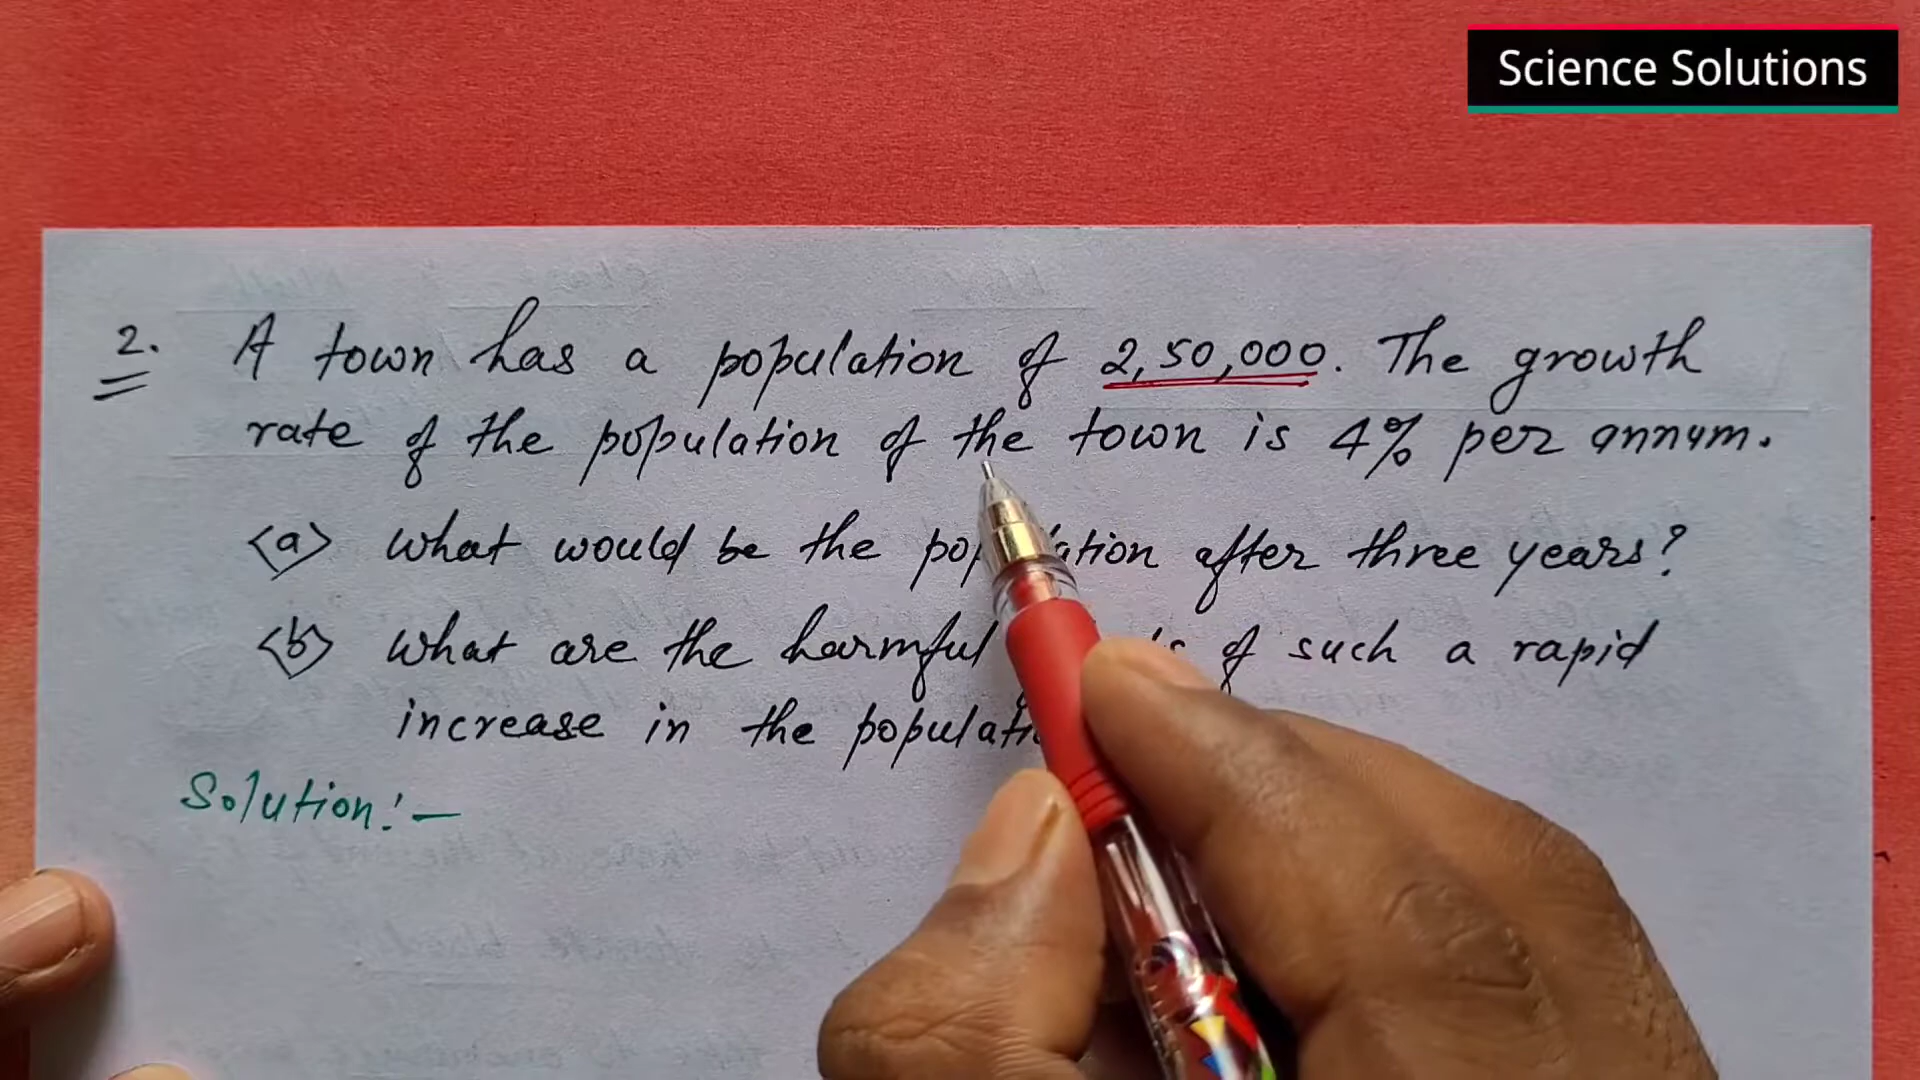 Science Solutions
2. A town has a population of 2,50,000. The growth
rate of the population of the town is 4% per annum.
(a) what would be the population after three years?
(b) what are the harmful of such a rapid
increase in the
Solution:-